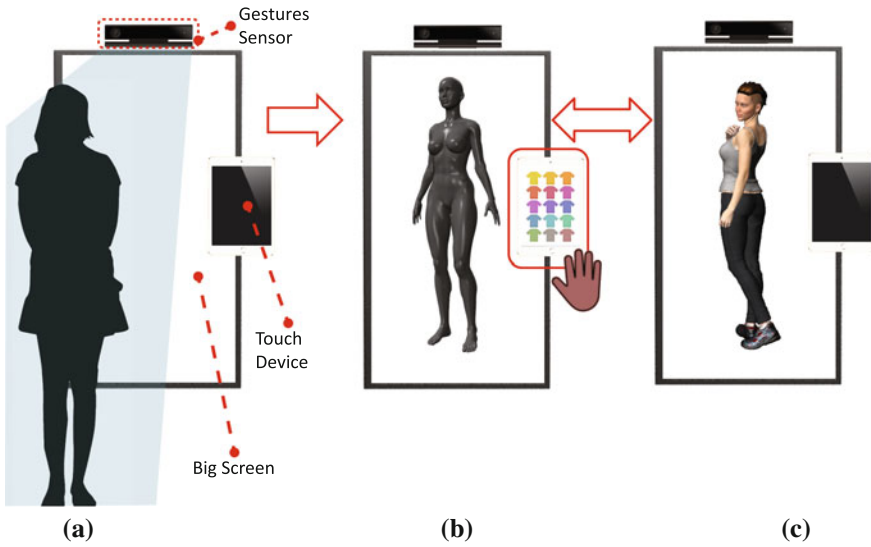 Gestures
Sensor
Touch
Device
Big Screen
(a)
(b)
(c)